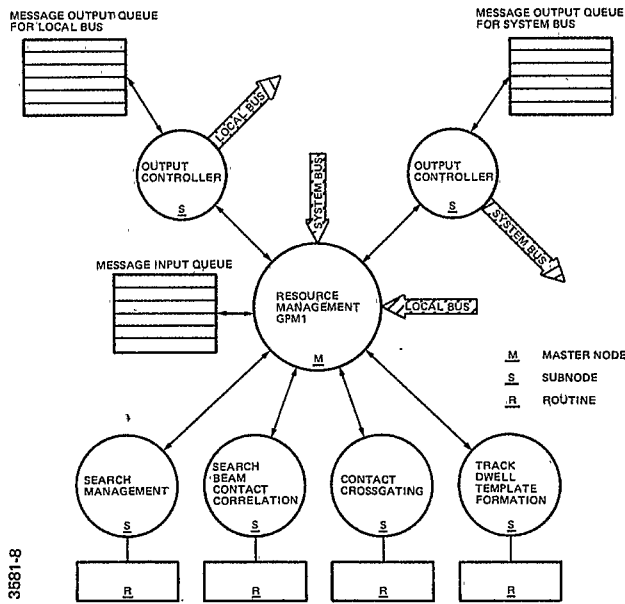 MESSAGE OUTPUT QUEUE
FOR LOCAL BUS
MESSAGE OUTPUT QUEUE
FOR SYSTEM BUS
LOCAL BUS
OUTPUT
CONTROLLER
S
OUTPUT
CONTROLLER
S
SYSTEM BUS
SYSTEM BUS
MESSAGE INPUT QUEUE
RESOURCE
MANAGEMENT
GPM1
M
LOCAL BUS
M MASTER NODE
S SUBNODE
R ROUTINE
SEARCH
MANAGEMENT
S
SEARCH
BEAM
CONTACT
CORRELATION
S
CONTACT
CROSSGATING
S
TRACK
DWELL
TEMPLATE
FORMATION
S
R
R
R
R
3581-8